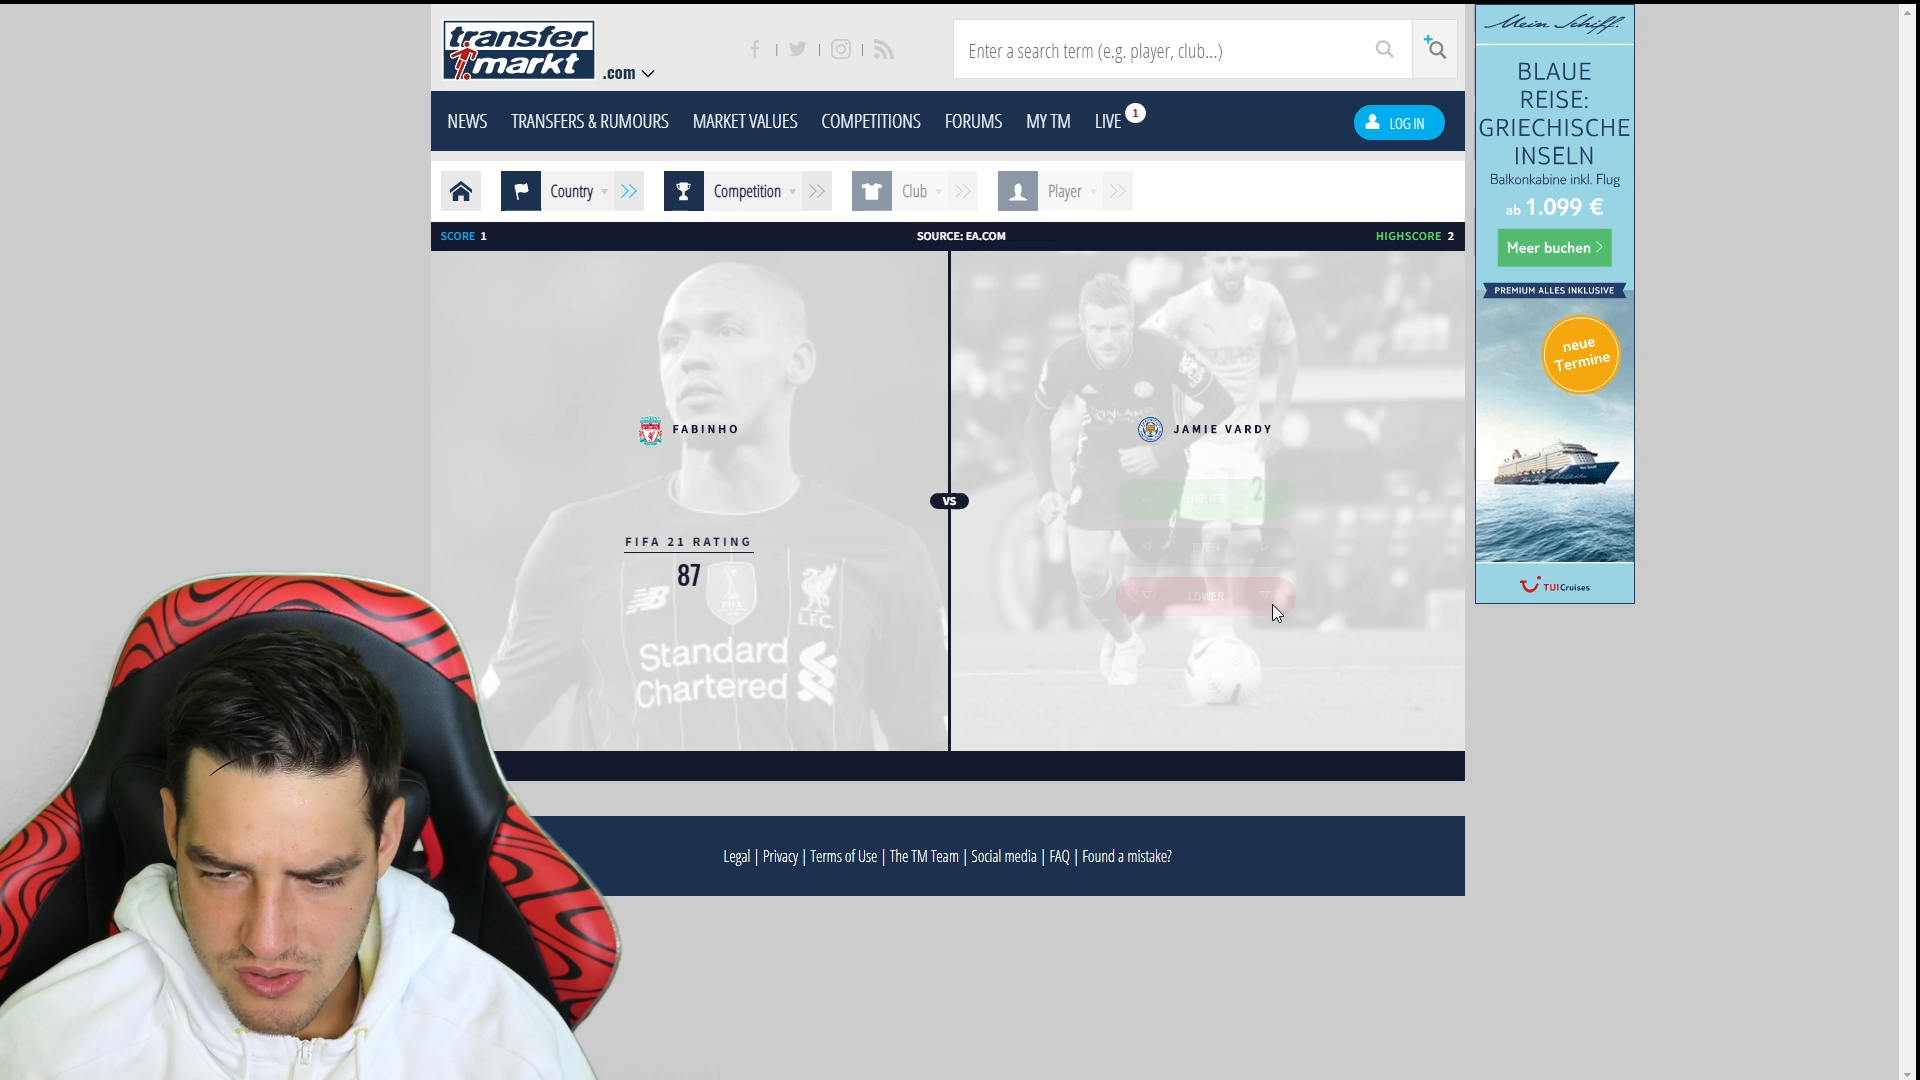 transfer
markt
.com
Enter a search term (e.g. player, club...)
NEWS TRANSFERS & RUMOURS MARKET VALUES COMPETITIONS FORUMS MY TM LIVE 1
LOG IN
Country Competition Club Player
SCORE 1 SOURCE: EA.COM HIGHSCORE 2
FABINHO
FIFA 21 RATING
87
Standard
Chartered
L.F.C.
VS
JAMIE VARDY
2
LOWER
Legal | Privacy | Terms of Use | The TM Team | Social media | FAQ | Found a mistake?
Mein Schiff.
BLAUE
REISE:
GRIECHISCHE
INSELN
Balkonkabine inkl. Flug
ab 1.099 €
Meer buchen
PREMIUM ALLES INKLUSIVE
neue
Termine
TUI Cruises